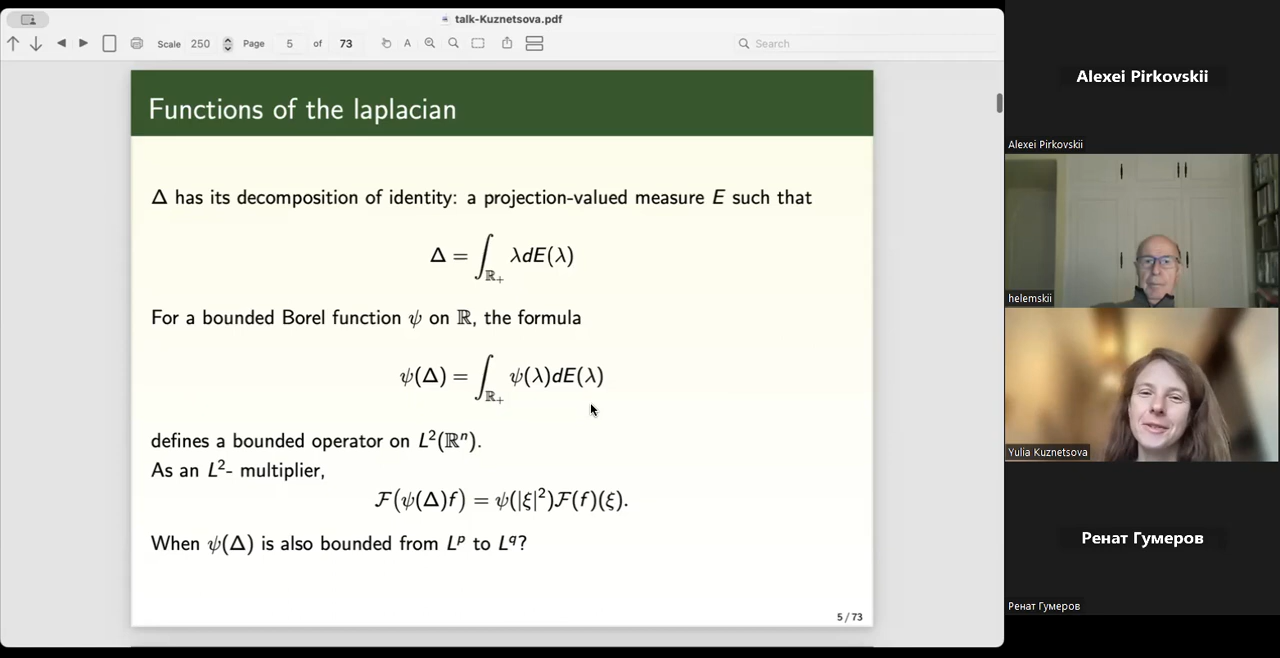 talk-Kuznetsova.pdf
Scale 250 Page 5 of 73 A Search
Functions of the laplacian
Δ has its decomposition of identity: a projection-valued measure E such that
Δ = ∫_{ℝ₊} λdE(λ)
For a bounded Borel function ψ on ℝ, the formula
ψ(Δ) = ∫_{ℝ₊} ψ(λ)dE(λ)
defines a bounded operator on L²(ℝⁿ).
As an L²- multiplier,
ℱ(ψ(Δ)f) = ψ(|ξ|²)ℱ(f)(ξ).
When ψ(Δ) is also bounded from Lᵖ to L^q?
5 / 73
Alexei Pirkovskii
Alexei Pirkovskii
helemskii
Yulia Kuznetsova
Ренат Гумеров
Ренат Гумеров